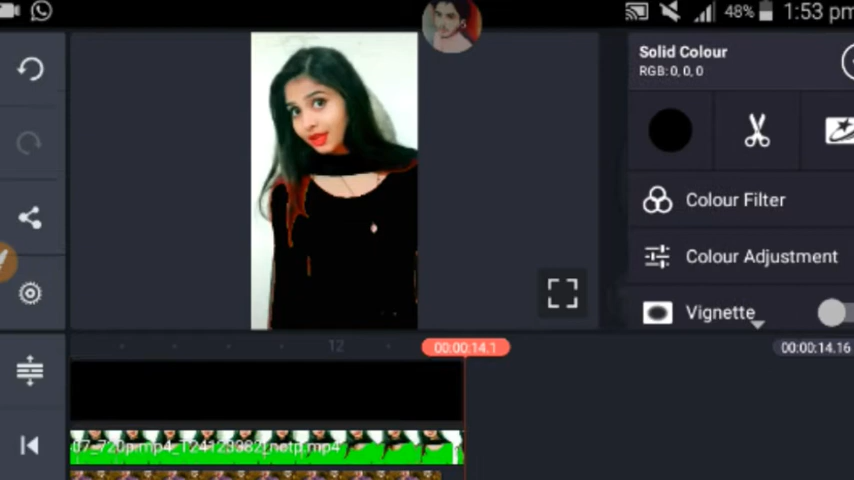 48%
1:53 pm
Solid Colour
RGB: 0, 0, 0
Colour Filter
Colour Adjustment
Vignette
12
00:00:14.1
00:00:14.16